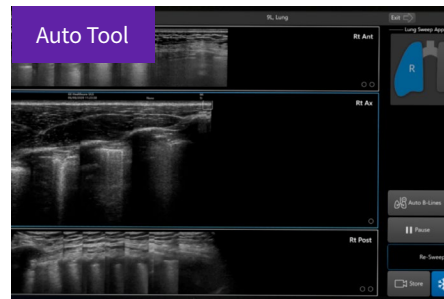 Auto Tool
9L, Lung
Exit
Lung Sweep App
Rt Ant
R
Rt Ax
Auto B-Lines
Pause
Rt Post
Re-Sweep
Store